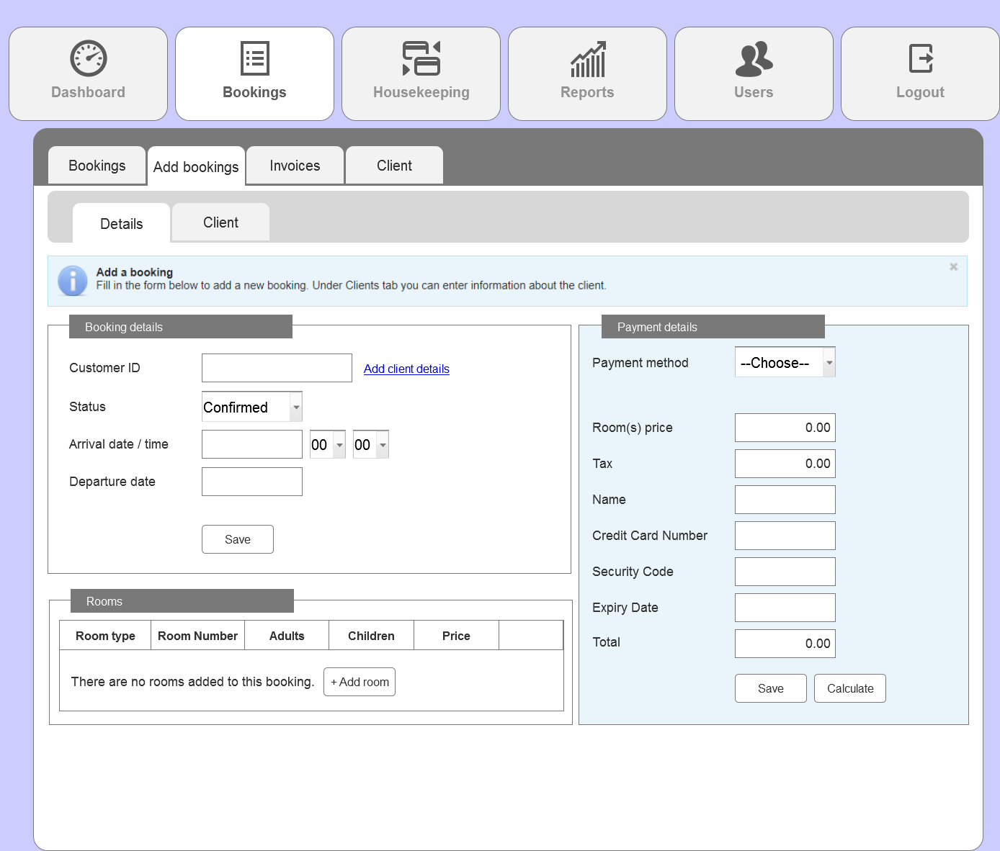 Dashboard
Bookings
Housekeeping
Reports
Users
Logout
Bookings
Add bookings
Invoices
Client
Details
Client
Add a booking
Fill in the form below to add a new booking. Under Clients tab you can enter information about the client.
Booking details
Customer ID
Add client details
Status
Confirmed
Arrival date / time
00
00
Departure date
Save
Payment details
Payment method
--Choose--
Room(s) price
0.00
Tax
0.00
Name
Credit Card Number
Security Code
Expiry Date
Total
0.00
Save
Calculate
Rooms
Room type
Room Number
Adults
Children
Price
There are no rooms added to this booking.
+ Add room